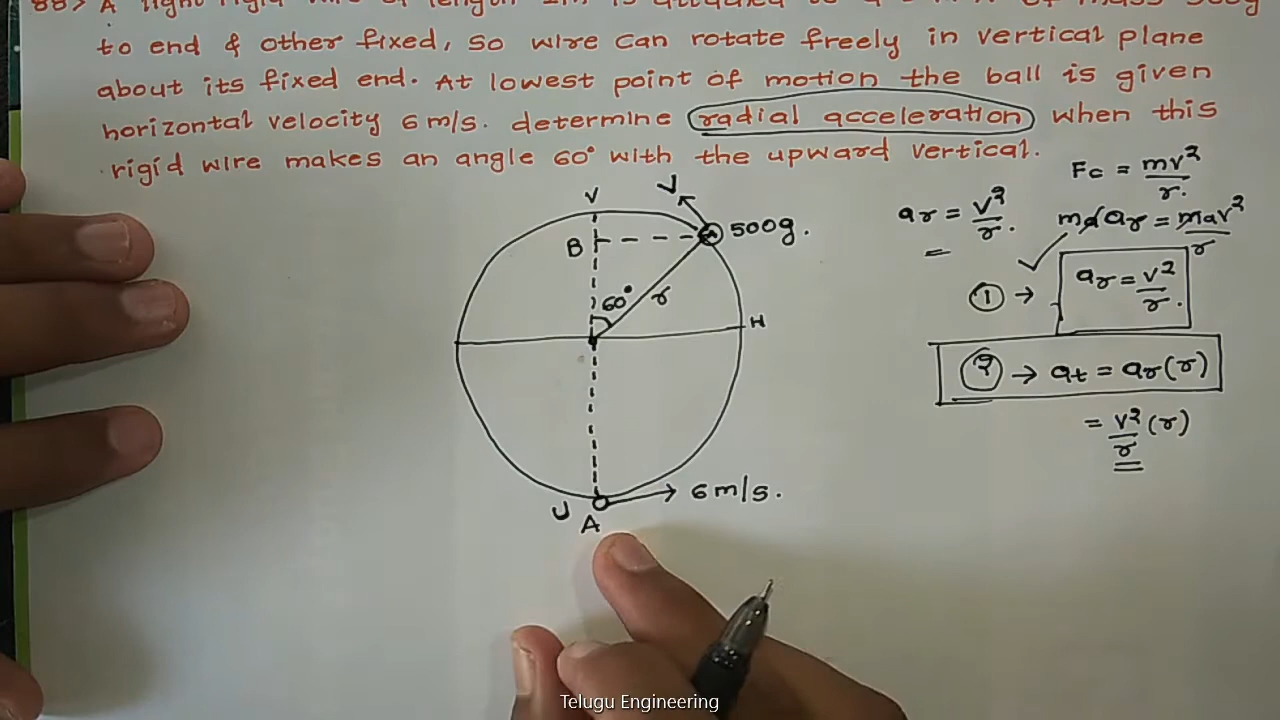 to end & other fixed, so wire can rotate freely in vertical plane
about its fixed end. At lowest point of motion the ball is given
horizontal velocity 6 m/s. determine radial acceleration when this
rigid wire makes an angle 60° with the upward vertical.
Fc = mv²/r.
ar = v²/r.
V
V
B
500g.
60°
r
H
① →
ar = v²/r.
② → at = ar(r)
= v²/r (r)
U
A
6m/s.
Telugu Engineering